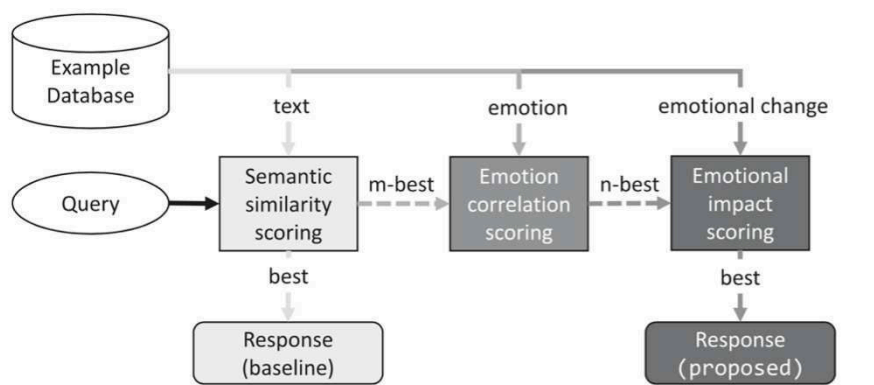 Example
Database
text
emotion
emotional change
Query
Semantic
similarity
scoring
m-best
Emotion
correlation
scoring
n-best
Emotional
impact
scoring
best
best
Response
(baseline)
Response
(proposed)